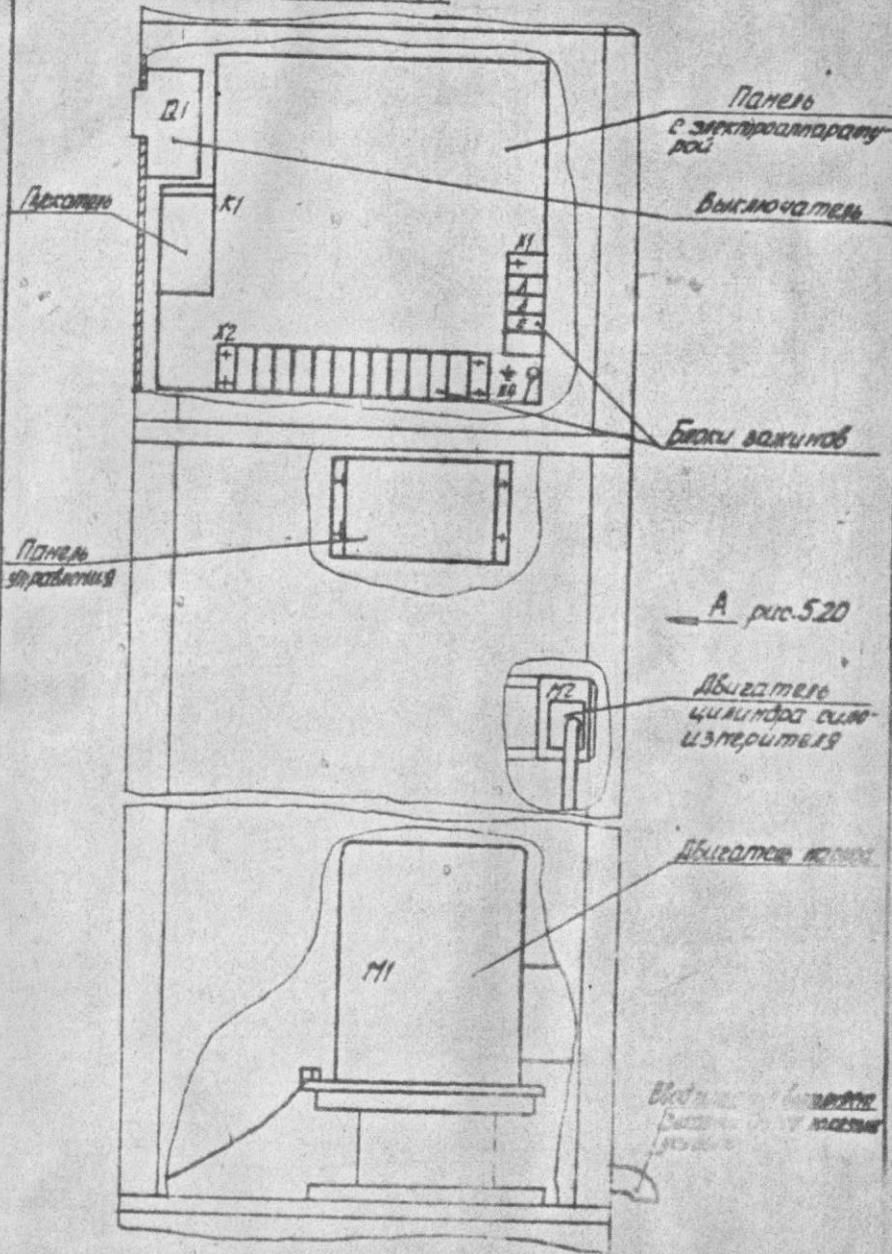 Q1
Панель
с электроаппарату-
рой
Пускатель
K1
Выключатель
X1
X2
X4
Блоки зажимов
Панель
управления
А рис. 5.20
M2
Двигатель
цилиндра сило-
измерителя
Двигатель насоса
M1